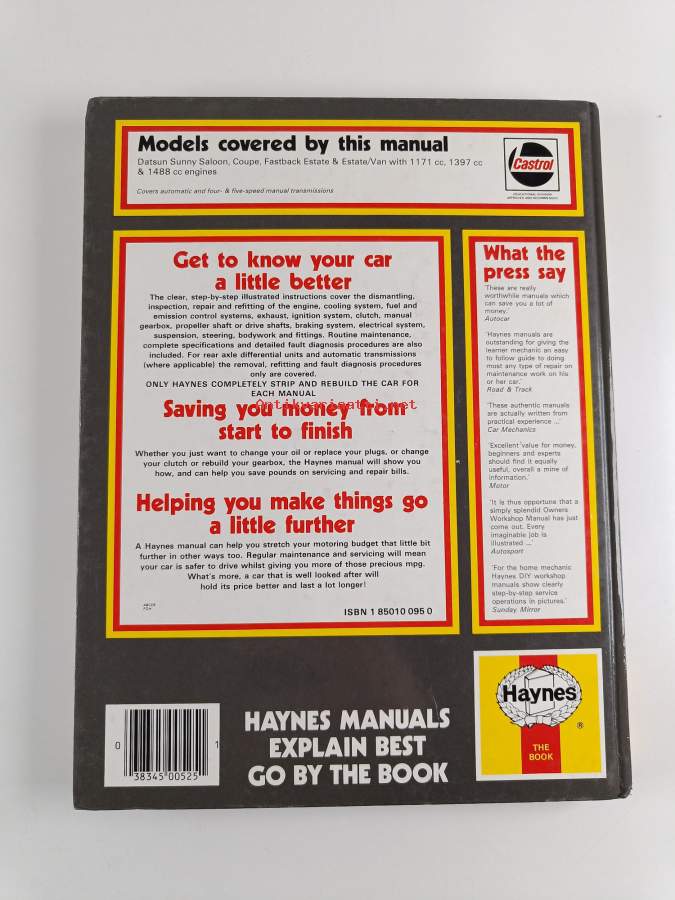 Models covered by this manual
Datsun Sunny Saloon, Coupe, Fastback Estate & Estate/Van with 1171 cc, 1397 cc
& 1488 cc engines
Covers automatic and four- & five-speed manual transmissions
Castrol
EDUCATIONAL DIVISION
APPROVED AND RECOMMENDED
Get to know your car
a little better
The clear, step-by-step illustrated instructions cover the dismantling,
inspection, repair and refitting of the engine, cooling system, fuel and
emission control systems, exhaust, ignition system, clutch, manual
gearbox, propeller shaft or drive shafts, braking system, electrical system,
suspension, steering, bodywork and fittings. Routine maintenance,
complete specifications and detailed fault diagnosis procedures are also
included. For rear axle differential units and automatic transmissions
(where applicable) the removal, refitting and fault diagnosis procedures
only are covered.
ONLY HAYNES COMPLETELY STRIP AND REBUILD THE CAR FOR
EACH MANUAL
Antikvariaatti.net
Saving you money from
start to finish
Whether you just want to change your oil or replace your plugs, or change
your clutch or rebuild your gearbox, the Haynes manual will show you
how, and can help you save pounds on servicing and repair bills.
Helping you make things go
a little further
A Haynes manual can help you stretch your motoring budget that little bit
further in other ways too. Regular maintenance and servicing will mean
your car is safer to drive whilst giving you more of those precious mpg.
What's more, a car that is well looked after will
hold its price better and last a lot longer!
ISBN 1 85010 095 0
What the
press say
'These are really
worthwhile manuals which
can save you a lot of
money.'
Autocar
'Haynes manuals are
outstanding for giving the
learner mechanic an easy
to follow guide to doing
most any type of repair on
maintenance work on his
or her car.'
Road & Track
'These authentic manuals
are actually written from
practical experience ...'
Car Mechanics
'Excellent value for money,
beginners and experts
should find it equally
useful, overall a mine of
information.'
Motor
'It is thus opportune that a
simply splendid Owners
Workshop Manual has just
come out. Every
imaginable job is
illustrated ...'
Autosport
'For the home mechanic
Haynes DIY workshop
manuals show clearly
step-by-step service
operations in pictures.'
Sunday Mirror
0
38345 00525
1
HAYNES MANUALS
EXPLAIN BEST
GO BY THE BOOK
Haynes
®
THE
BOOK